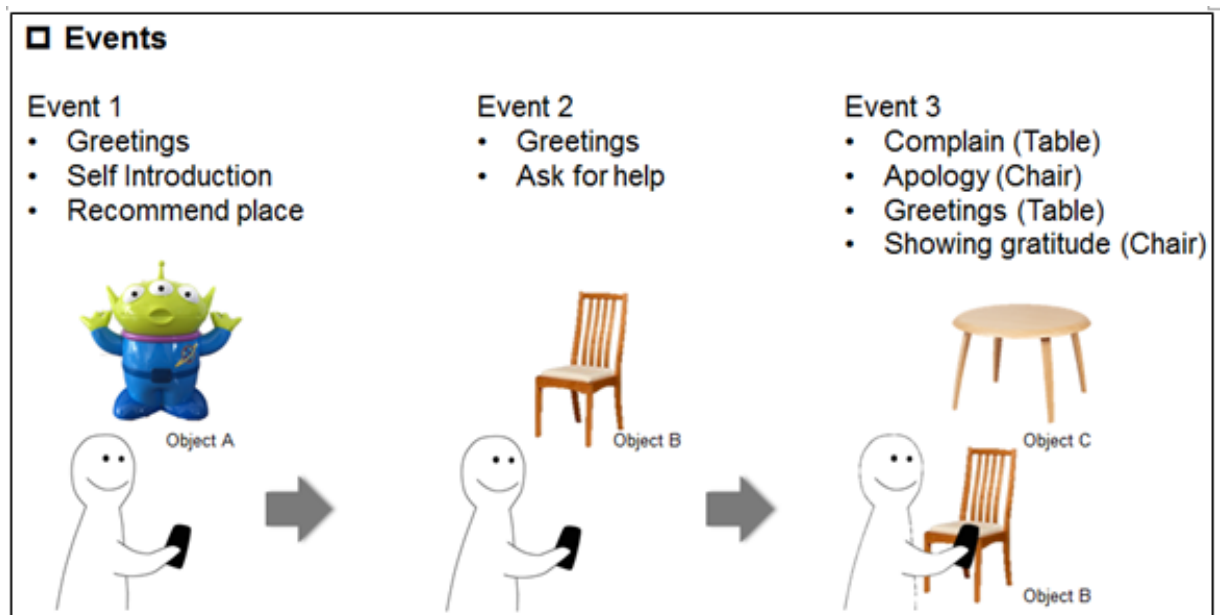 Events
Event 1
• Greetings
• Self Introduction
• Recommend place
Event 2
• Greetings
• Ask for help
Event 3
• Complain (Table)
• Apology (Chair)
• Greetings (Table)
• Showing gratitude (Chair)
Object A
Object B
Object C
Object B